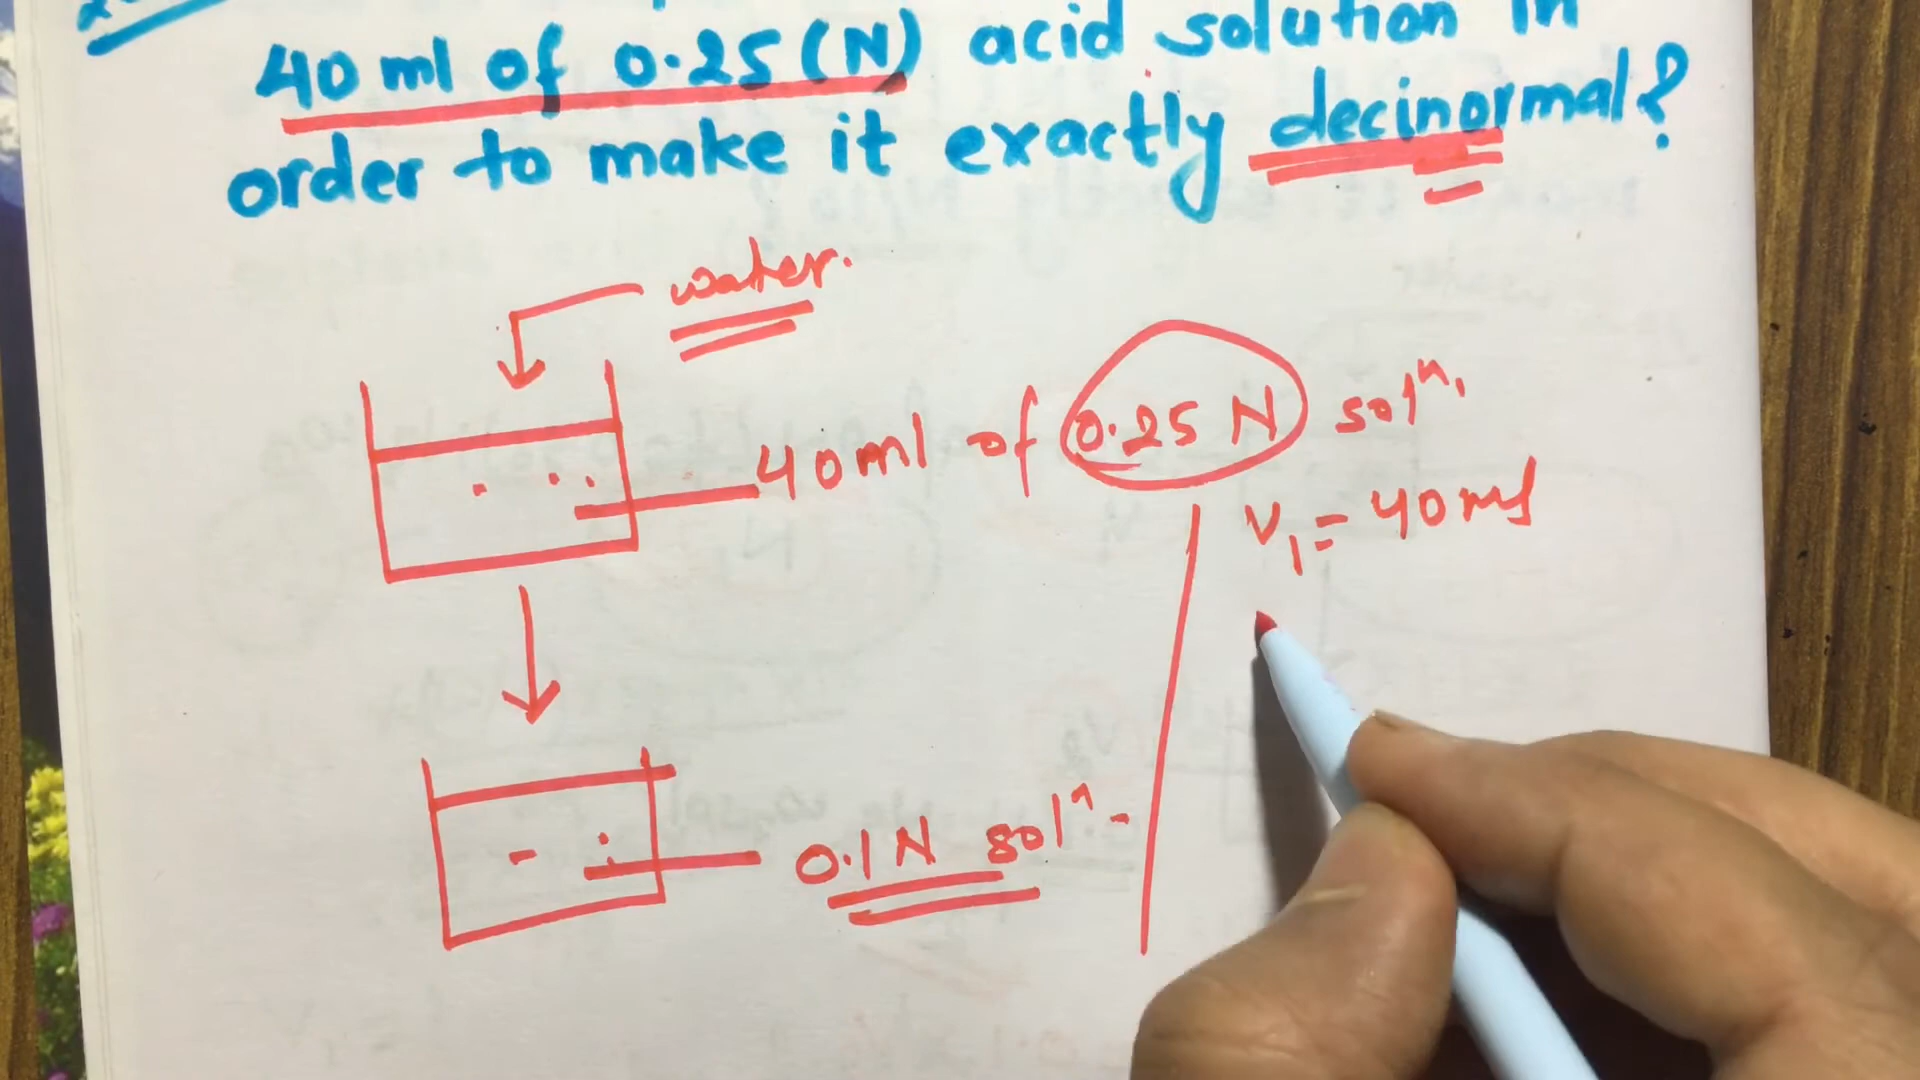 40 ml of 0.25 (N) acid solution in
order to make it exactly decinormal?
water.
40ml of 0.25 N solⁿ.
V₁ = 40ml
0.1 N solⁿ-